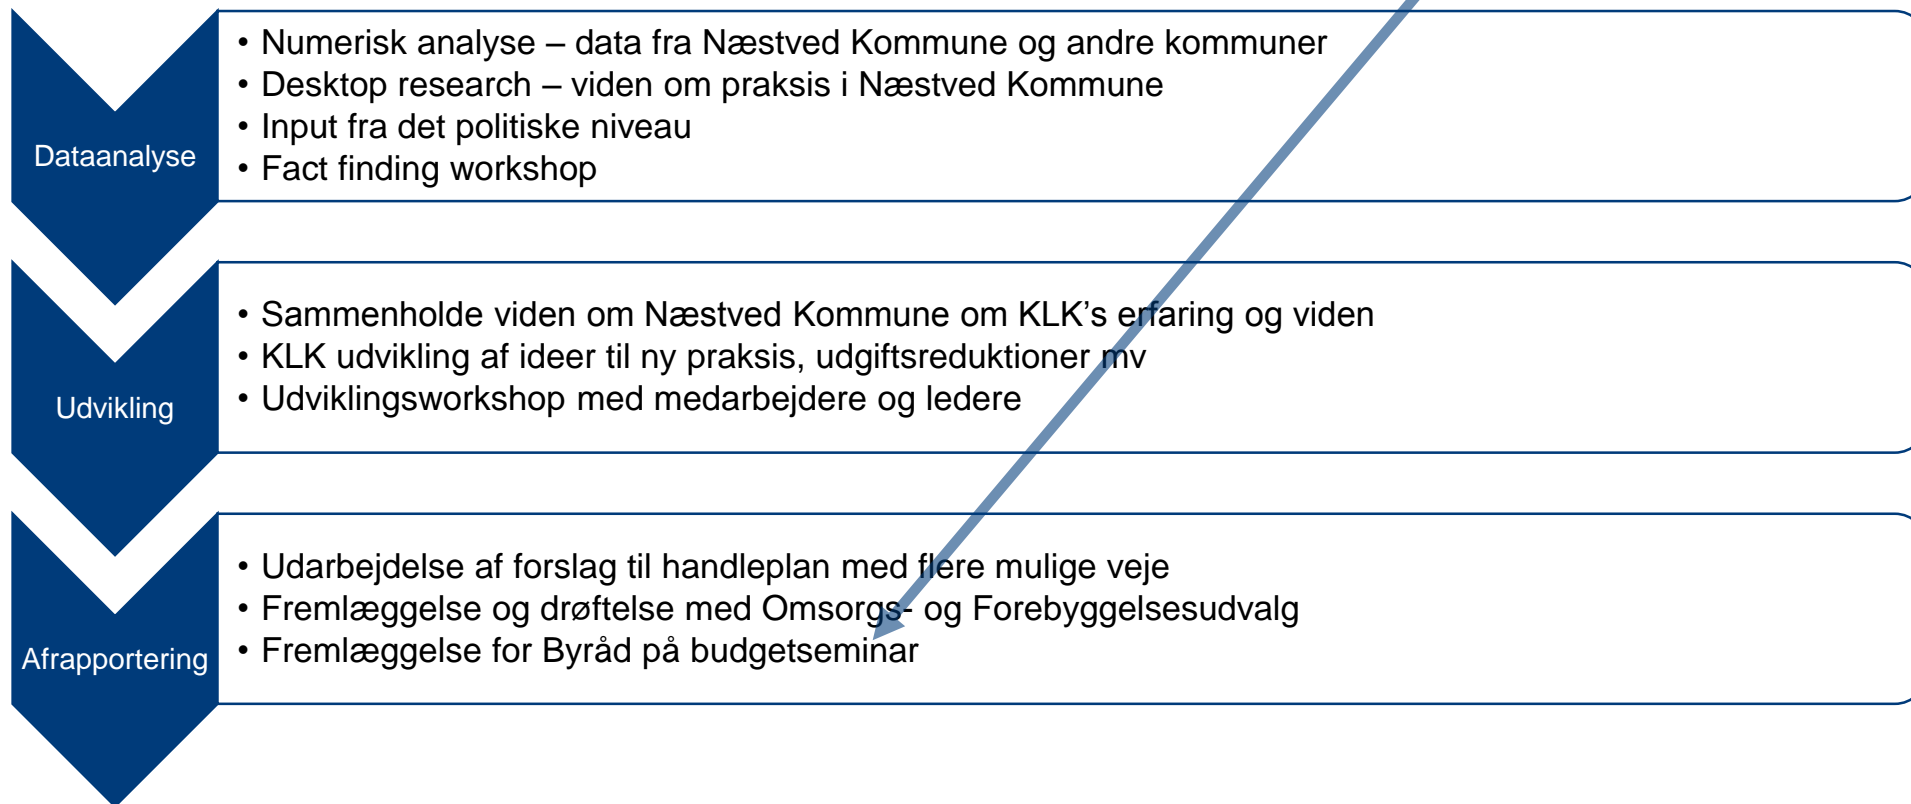 Dataanalyse
• Numerisk analyse – data fra Næstved Kommune og andre kommuner
• Desktop research – viden om praksis i Næstved Kommune
• Input fra det politiske niveau
• Fact finding workshop
Udvikling
• Sammenholde viden om Næstved Kommune om KLK’s erfaring og viden
• KLK udvikling af ideer til ny praksis, udgiftsreduktioner mv
• Udviklingsworkshop med medarbejdere og ledere
Afrapportering
• Udarbejdelse af forslag til handleplan med flere mulige veje
• Fremlæggelse og drøftelse med Omsorgs- og Forebyggelsesudvalg
• Fremlæggelse for Byråd på budgetseminar